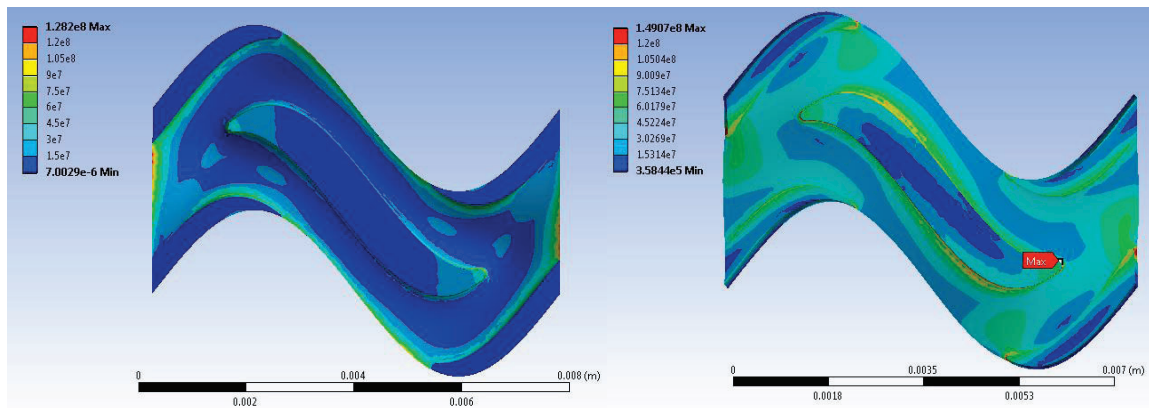 1.282e8 Max
1.2e8
1.05e8
9e7
7.5e7
6e7
4.5e7
3e7
1.5e7
7.0029e-6 Min
0 0.004 0.008 (m)
0.002 0.006
1.4907e8 Max
1.2e8
1.0504e8
9.009e7
7.5134e7
6.0179e7
4.5224e7
3.0269e7
1.5314e7
3.5844e5 Min
Max
0 0.0035 0.007 (m)
0.0018 0.0053